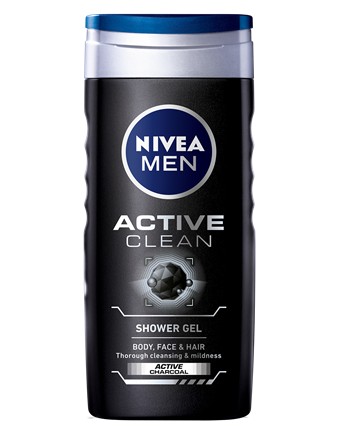 NIVEA
MEN
ACTIVE
CLEAN
SHOWER GEL
BODY, FACE & HAIR
Thorough cleansing & mildness
ACTIVE
CHARCOAL